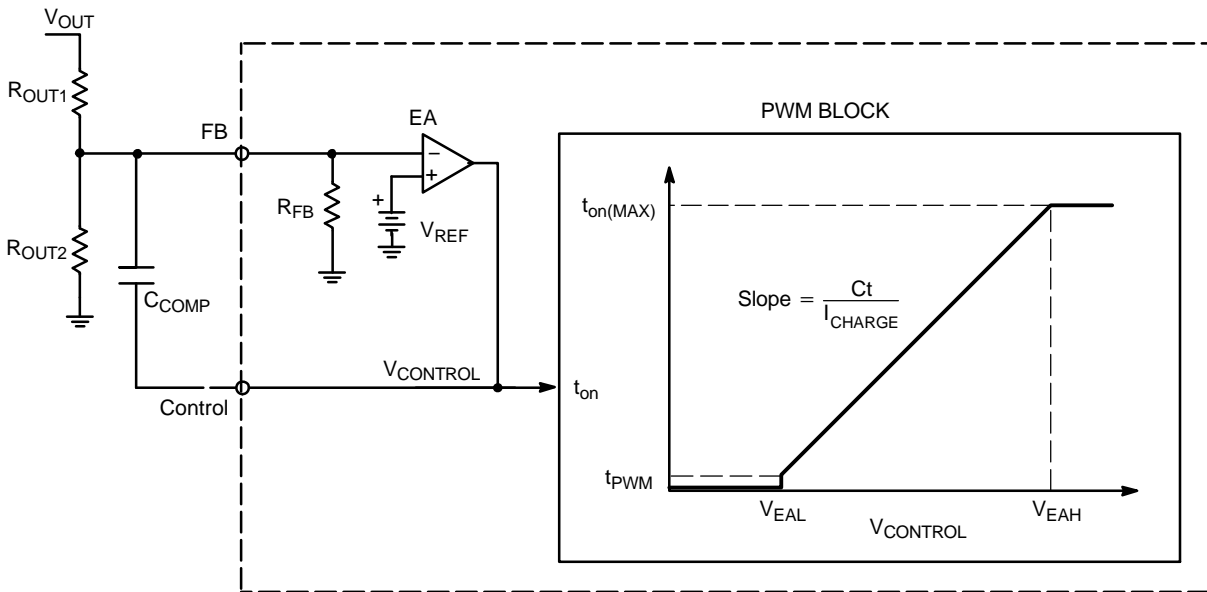 VOUT
ROUT1
FB
EA
PWM BLOCK
−
+
+
RFB
VREF
ROUT2
CCOMP
VCONTROL
Control
ton
ton(MAX)
Slope = Ct / ICHARGE
tPWM
VEAL
VEAH
VCONTROL